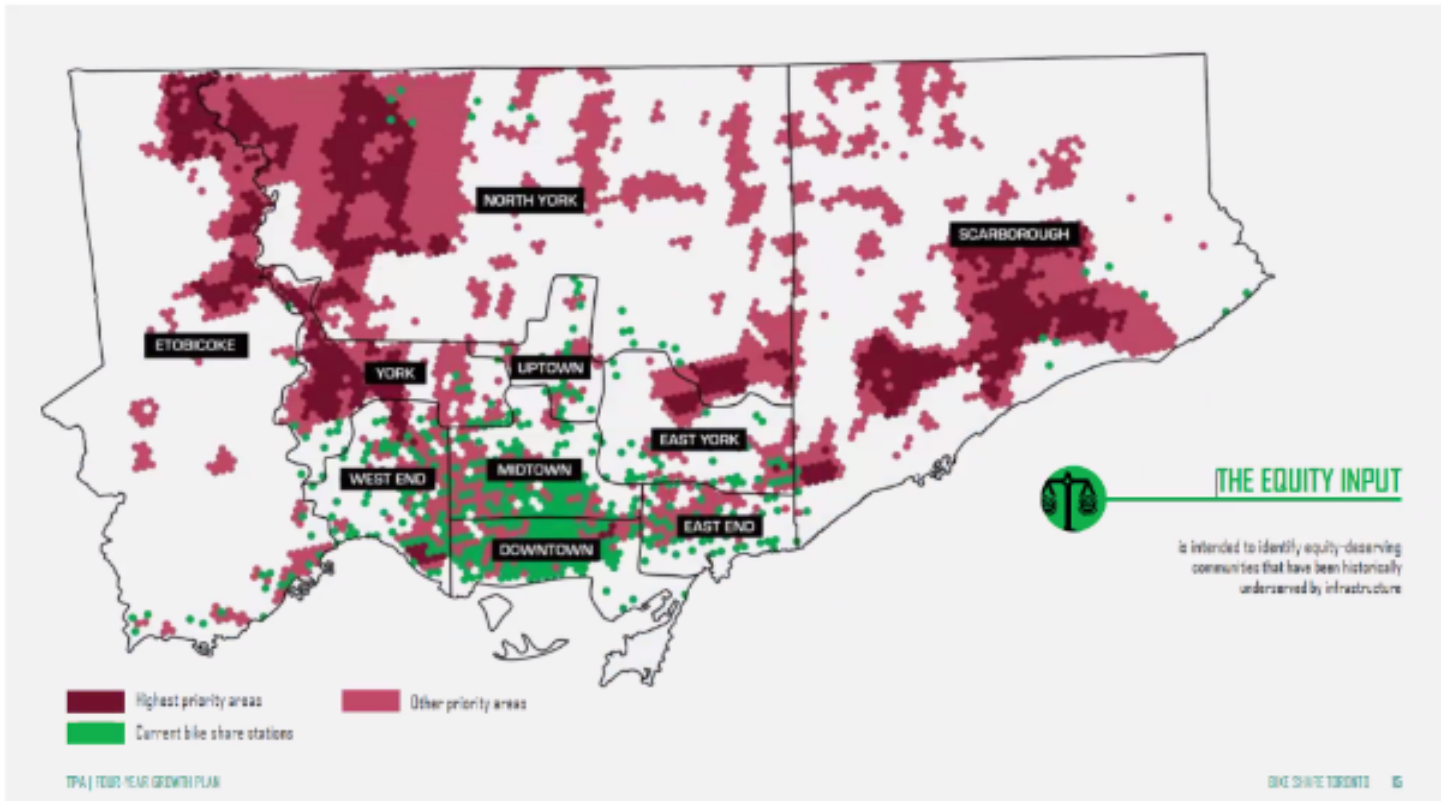 NORTH YORK
SCARBOROUGH
ETOBICOKE
YORK
UPTOWN
EAST YORK
WEST END
MIDTOWN
EAST END
DOWNTOWN
THE EQUITY INPUT
is intended to identify equity-deserving
communities that have been historically
underserved by infrastructure
Highest priority areas
Other priority areas
Current bike share stations
TPA | FOUR-YEAR GROWTH PLAN
BIKE SHARE TORONTO 15